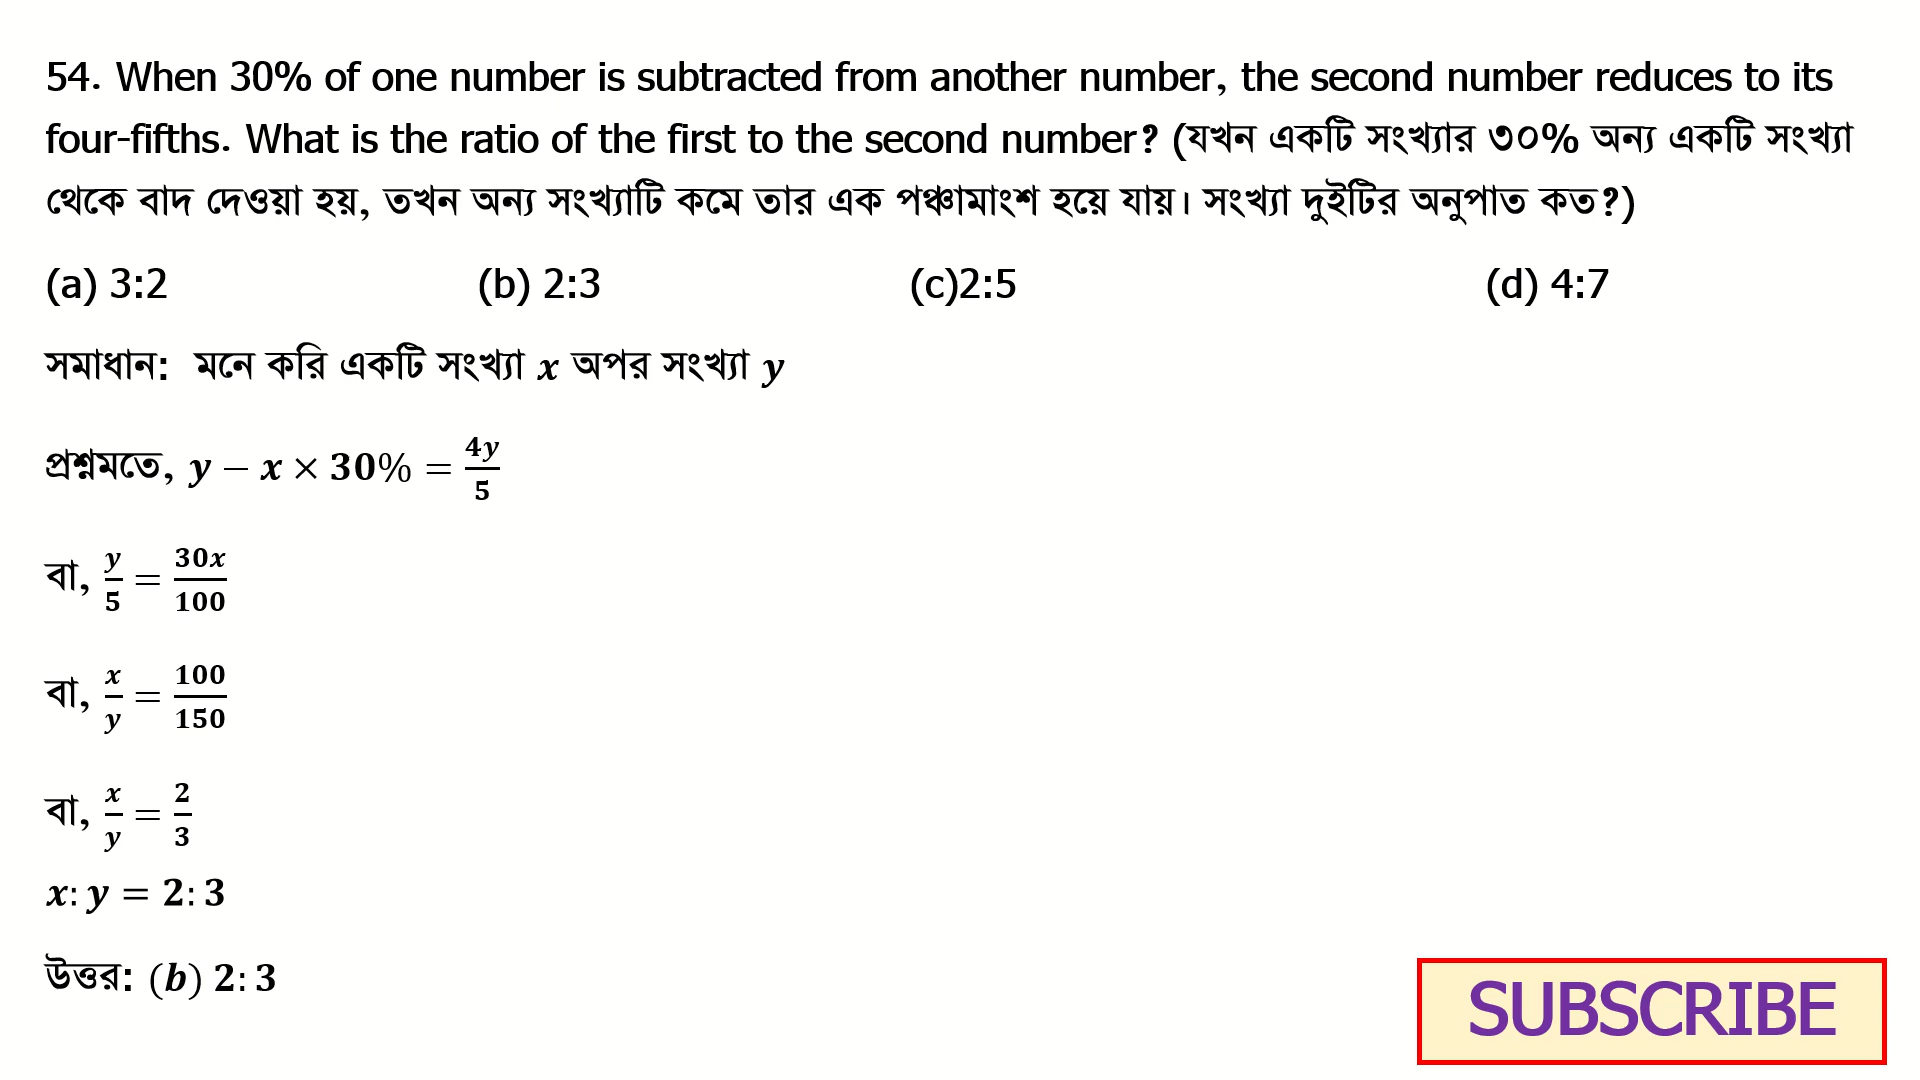 54. When 30% of one number is subtracted from another number, the second number reduces to its
four-fifths. What is the ratio of the first to the second number? (যখন একটি সংখ্যার ৩০% অন্য একটি সংখ্যা
থেকে বাদ দেওয়া হয়, তখন অন্য সংখ্যাটি কমে তার এক পঞ্চামাংশ হয়ে যায়। সংখ্যা দুইটির অনুপাত কত?)
(a) 3:2 (b) 2:3 (c)2:5 (d) 4:7
সমাধান: মনে করি একটি সংখ্যা x অপর সংখ্যা y
প্রশ্নমতে, y − x × 30% = 4y/5
বা, y/5 = 30x/100
বা, x/y = 100/150
বা, x/y = 2/3
x: y = 2: 3
উত্তর: (b) 2: 3
SUBSCRIBE